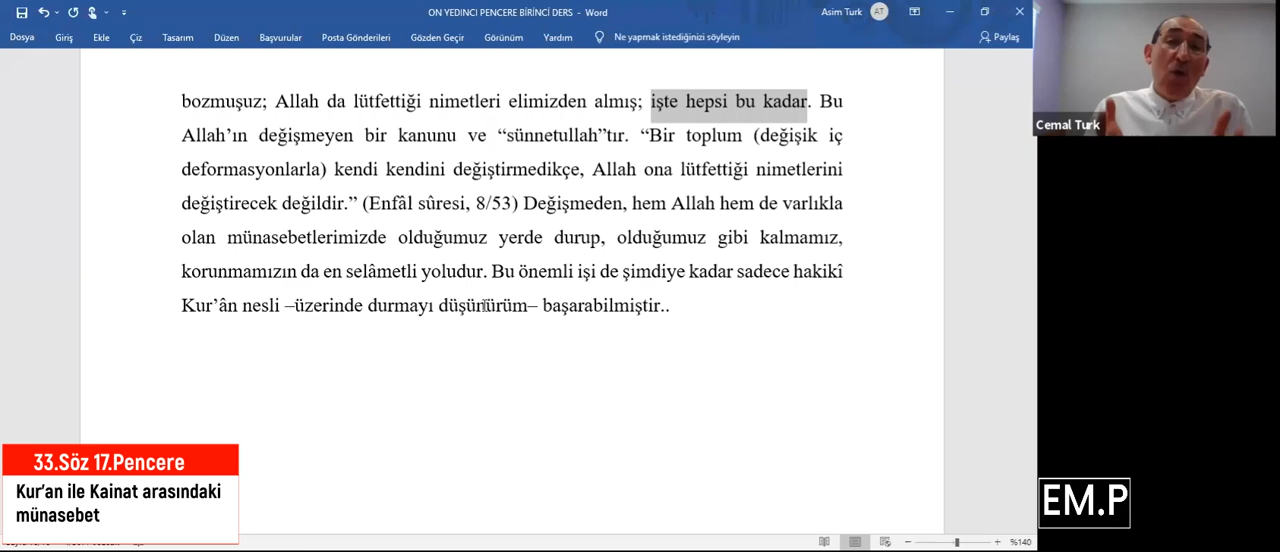 ON YEDINCI PENCERE BİRİNCİ DERS - Word
Asim Turk
AT
Dosya Giriş Ekle Çiz Tasarım Düzen Başvurular Posta Gönderileri Gözden Geçir Görünüm Yardım Ne yapmak istediğinizi söyleyin Paylaş
bozmuşuz; Allah da lütfettiği nimetleri elimizden almış; işte hepsi bu kadar. Bu
Allah’ın değişmeyen bir kanunu ve “sünnetullah”tır. “Bir toplum (değişik iç
deformasyonlarla) kendi kendini değiştirmedikçe, Allah ona lütfettiği nimetlerini
değiştirecek değildir.” (Enfâl sûresi, 8/53) Değişmeden, hem Allah hem de varlıkla
olan münasebetlerimizde olduğumuz yerde durup, olduğumuz gibi kalmamız,
korunmamızın da en selâmetli yoludur. Bu önemli işi de şimdiye kadar sadece hakikî
Kur’ân nesli –üzerinde durmayı düşünürüm– başarabilmiştir..
Cemal Turk
33.Söz 17.Pencere
Kur’an ile Kainat arasındaki
münasebet
EM.P
%140